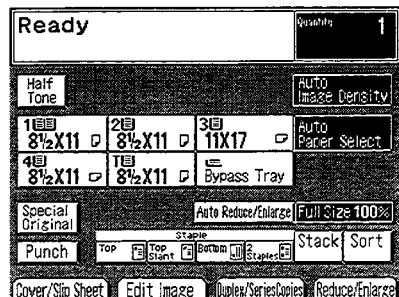 Ready
Quantity
1
Half
Tone
Auto
Image Density
1
8½X11
2
8½X11
3
11X17
Auto
Paper Select
4
8½X11
T
8½X11
Bypass Tray
Special
Original
Auto Reduce/Enlarge
Full Size 100%
Punch
Staple
Top
Top
Slant
Bottom
2
Staples
Stack
Sort
Cover/Slip Sheet
Edit image
Duplex/SeriesCopies
Reduce/Enlarge